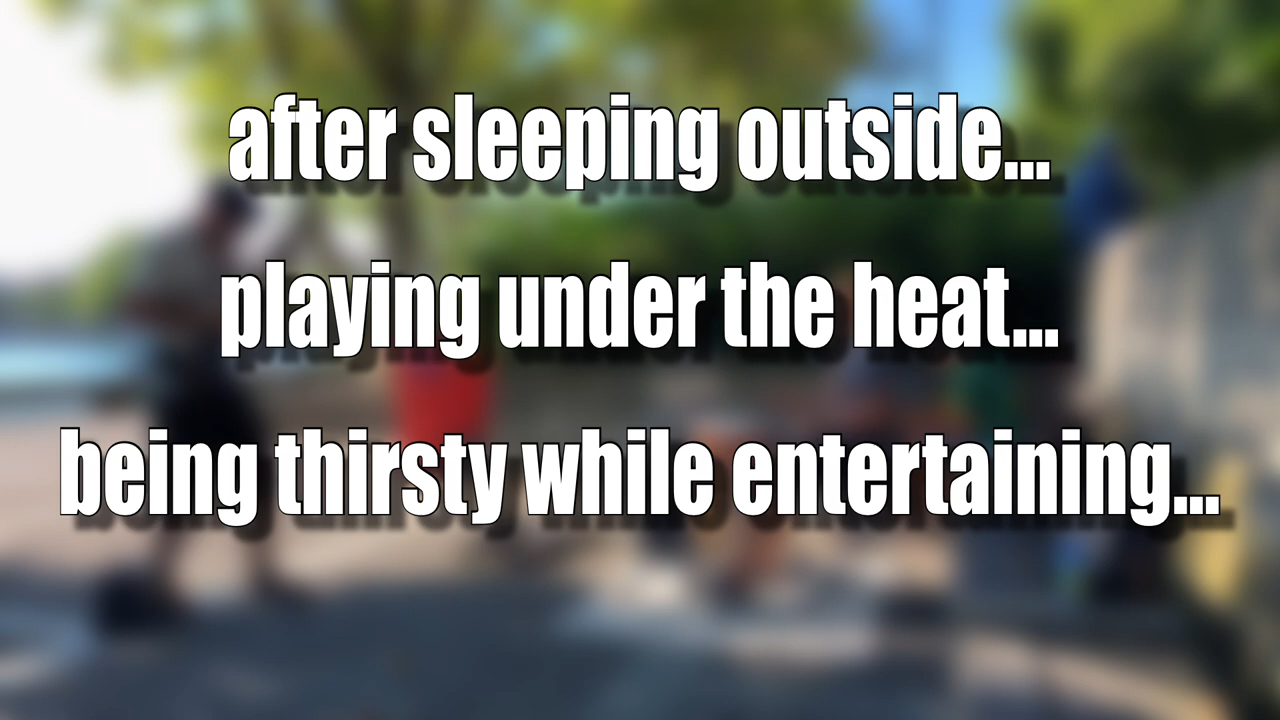 after sleeping outside...
playing under the heat...
being thirsty while entertaining...